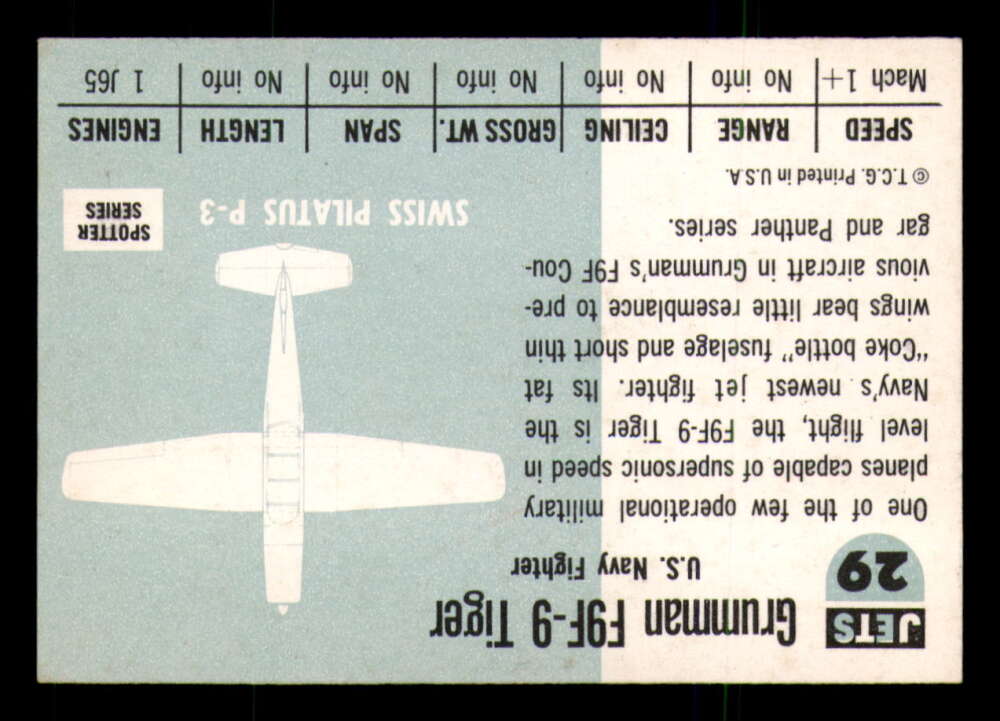 JETS
29
Grumman F9F-9 Tiger
U.S. Navy Fighter
One of the few operational military
planes capable of supersonic speed in
level flight, the F9F-9 Tiger is the
Navy's newest jet fighter. Its fat
"Coke bottle" fuselage and short thin
wings bear little resemblance to pre-
vious aircraft in Grumman's F9F Cou-
gar and Panther series.
© T.C.G. Printed in U.S.A.
SWISS PILATUS P-3
SPOTTER
SERIES
SPEED RANGE CEILING GROSS WT. SPAN LENGTH ENGINES
Mach 1+ No info No info No info No info No info 1 J65